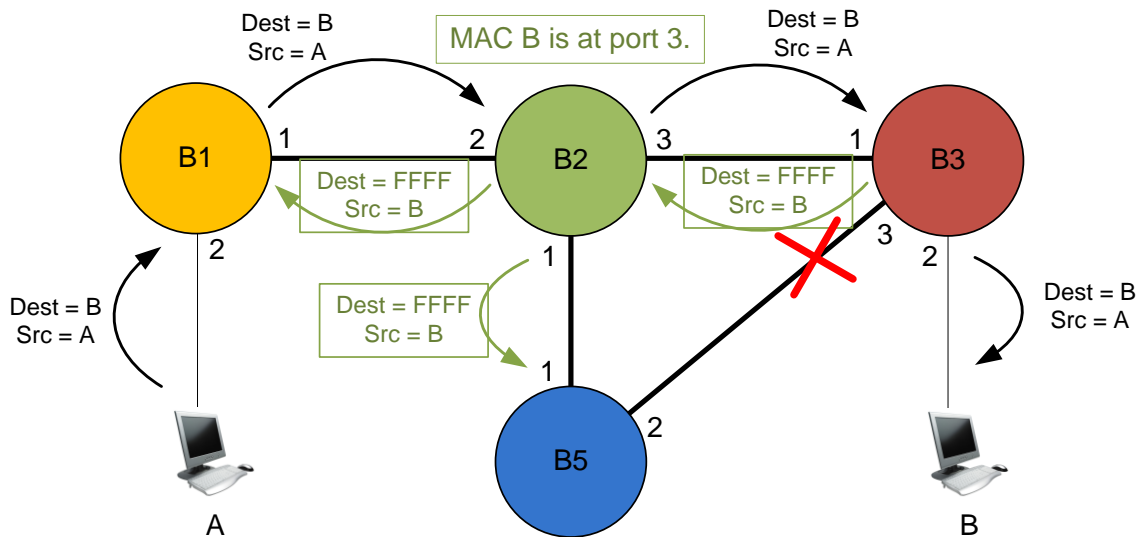 Dest = B
Src = A
MAC B is at port 3.
Dest = B
Src = A
B1
1
2
B2
3
1
B3
Dest = FFFF
Src = B
Dest = FFFF
Src = B
2
1
3
2
Dest = FFFF
Src = B
Dest = B
Src = A
Dest = B
Src = A
1
2
B5
A
B